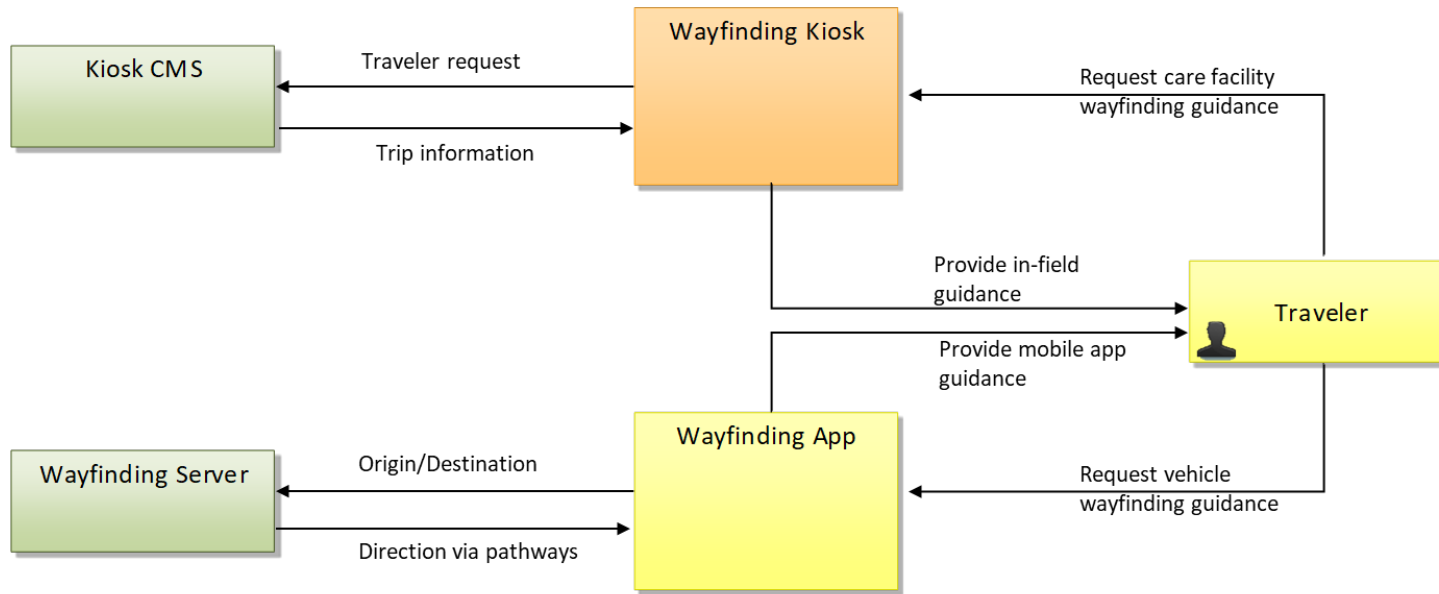 Wayfinding Kiosk
Kiosk CMS
Traveler request
Request care facility
wayfinding guidance
Trip information
Provide in-field
guidance
Traveler
Provide mobile app
guidance
Wayfinding App
Wayfinding Server
Origin/Destination
Request vehicle
wayfinding guidance
Direction via pathways